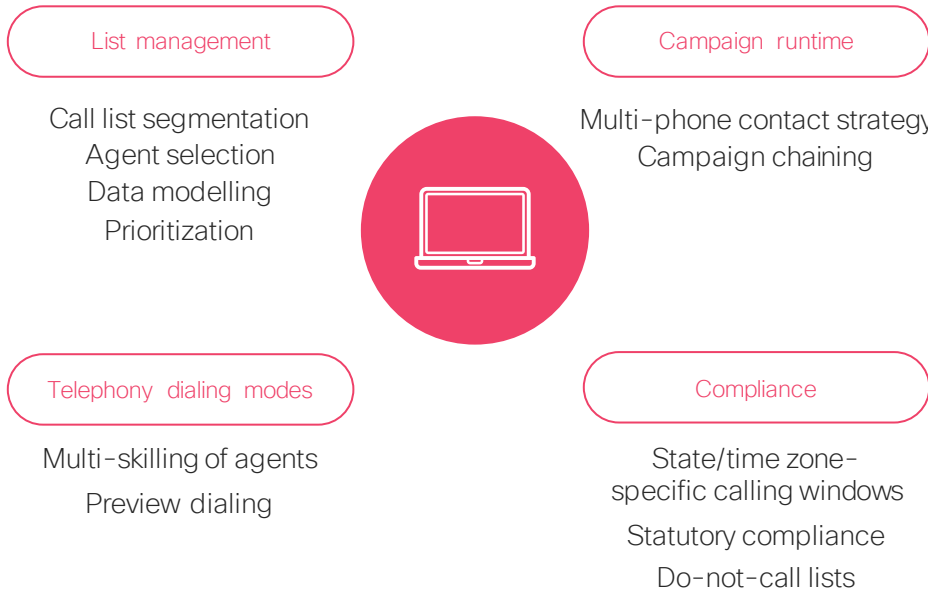 List management
Call list segmentation
Agent selection
Data modelling
Prioritization
Campaign runtime
Multi-phone contact strategy
Campaign chaining
Telephony dialing modes
Multi-skilling of agents
Preview dialing
Compliance
State/time zone-
specific calling windows
Statutory compliance
Do-not-call lists